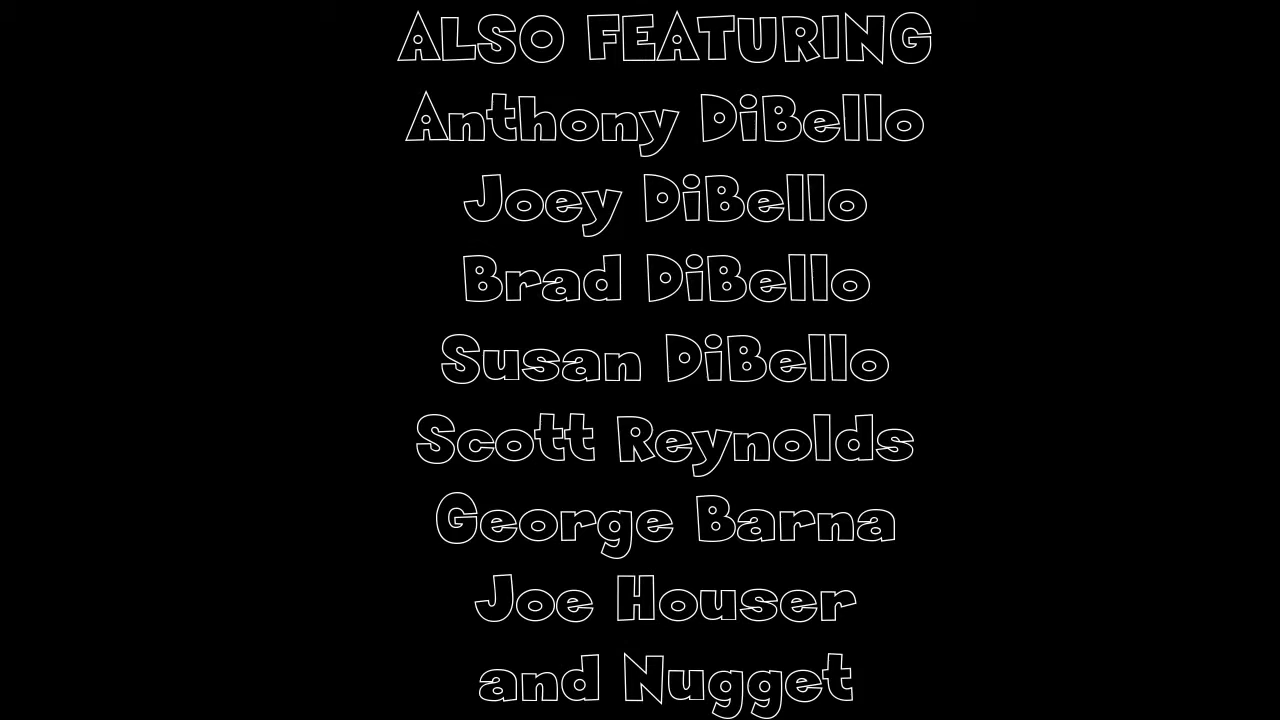 ALSO FEATURING
Anthony DiBello
Joey DiBello
Brad DiBello
Susan DiBello
Scott Reynolds
George Barna
Joe Houser
and Nugget